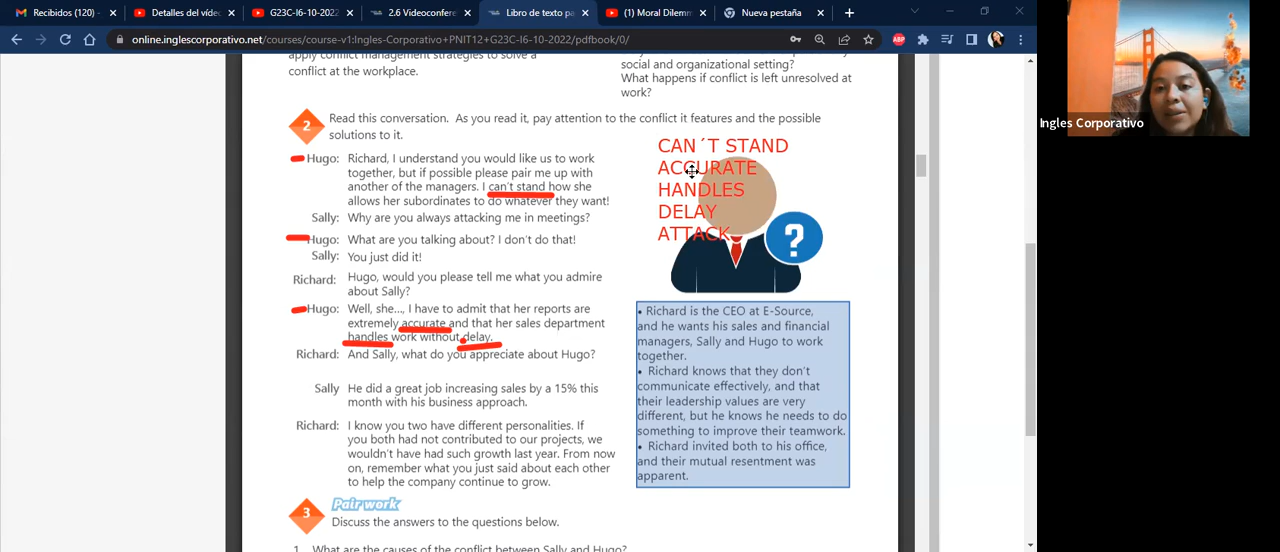 Recibidos (120) -
Detalles del víde
G23C-I6-10-2022
2.6 Videoconfere
Libro de texto pa
(1) Moral Dilemm
Nueva pestaña
online.inglescorporativo.net/courses/course-v1:Ingles-Corporativo+PNIT12+G23C-I6-10-2022/pdfbook/0/
ABP
Ingles Corporativo
apply conflict management strategies to solve a
conflict at the workplace.
social and organizational setting?
What happens if conflict is left unresolved at
work?
2
Read this conversation. As you read it, pay attention to the conflict it features and the possible
solutions to it.
Hugo: Richard, I understand you would like us to work
together, but if possible please pair me up with
another of the managers. I can't stand how she
allows her subordinates to do whatever they want!
Sally: Why are you always attacking me in meetings?
Hugo: What are you talking about? I don't do that!
Sally: You just did it!
Richard: Hugo, would you please tell me what you admire
about Sally?
Hugo: Well, she..., I have to admit that her reports are
extremely accurate and that her sales department
handles work without delay.
Richard: And Sally, what do you appreciate about Hugo?
Sally He did a great job increasing sales by a 15% this
month with his business approach.
Richard: I know you two have different personalities. If
you both had not contributed to our projects, we
wouldn't have had such growth last year. From now
on, remember what you just said about each other
to help the company continue to grow.
CAN´T STAND
ACCURATE
HANDLES
DELAY
ATTACK
?
• Richard is the CEO at E-Source,
and he wants his sales and financial
managers, Sally and Hugo to work
together.
• Richard knows that they don't
communicate effectively, and that
their leadership values are very
different, but he knows he needs to do
something to improve their teamwork.
• Richard invited both to his office,
and their mutual resentment was
apparent.
3
Pair work
Discuss the answers to the questions below.
1. What are the causes of the conflict between Sally and Hugo?